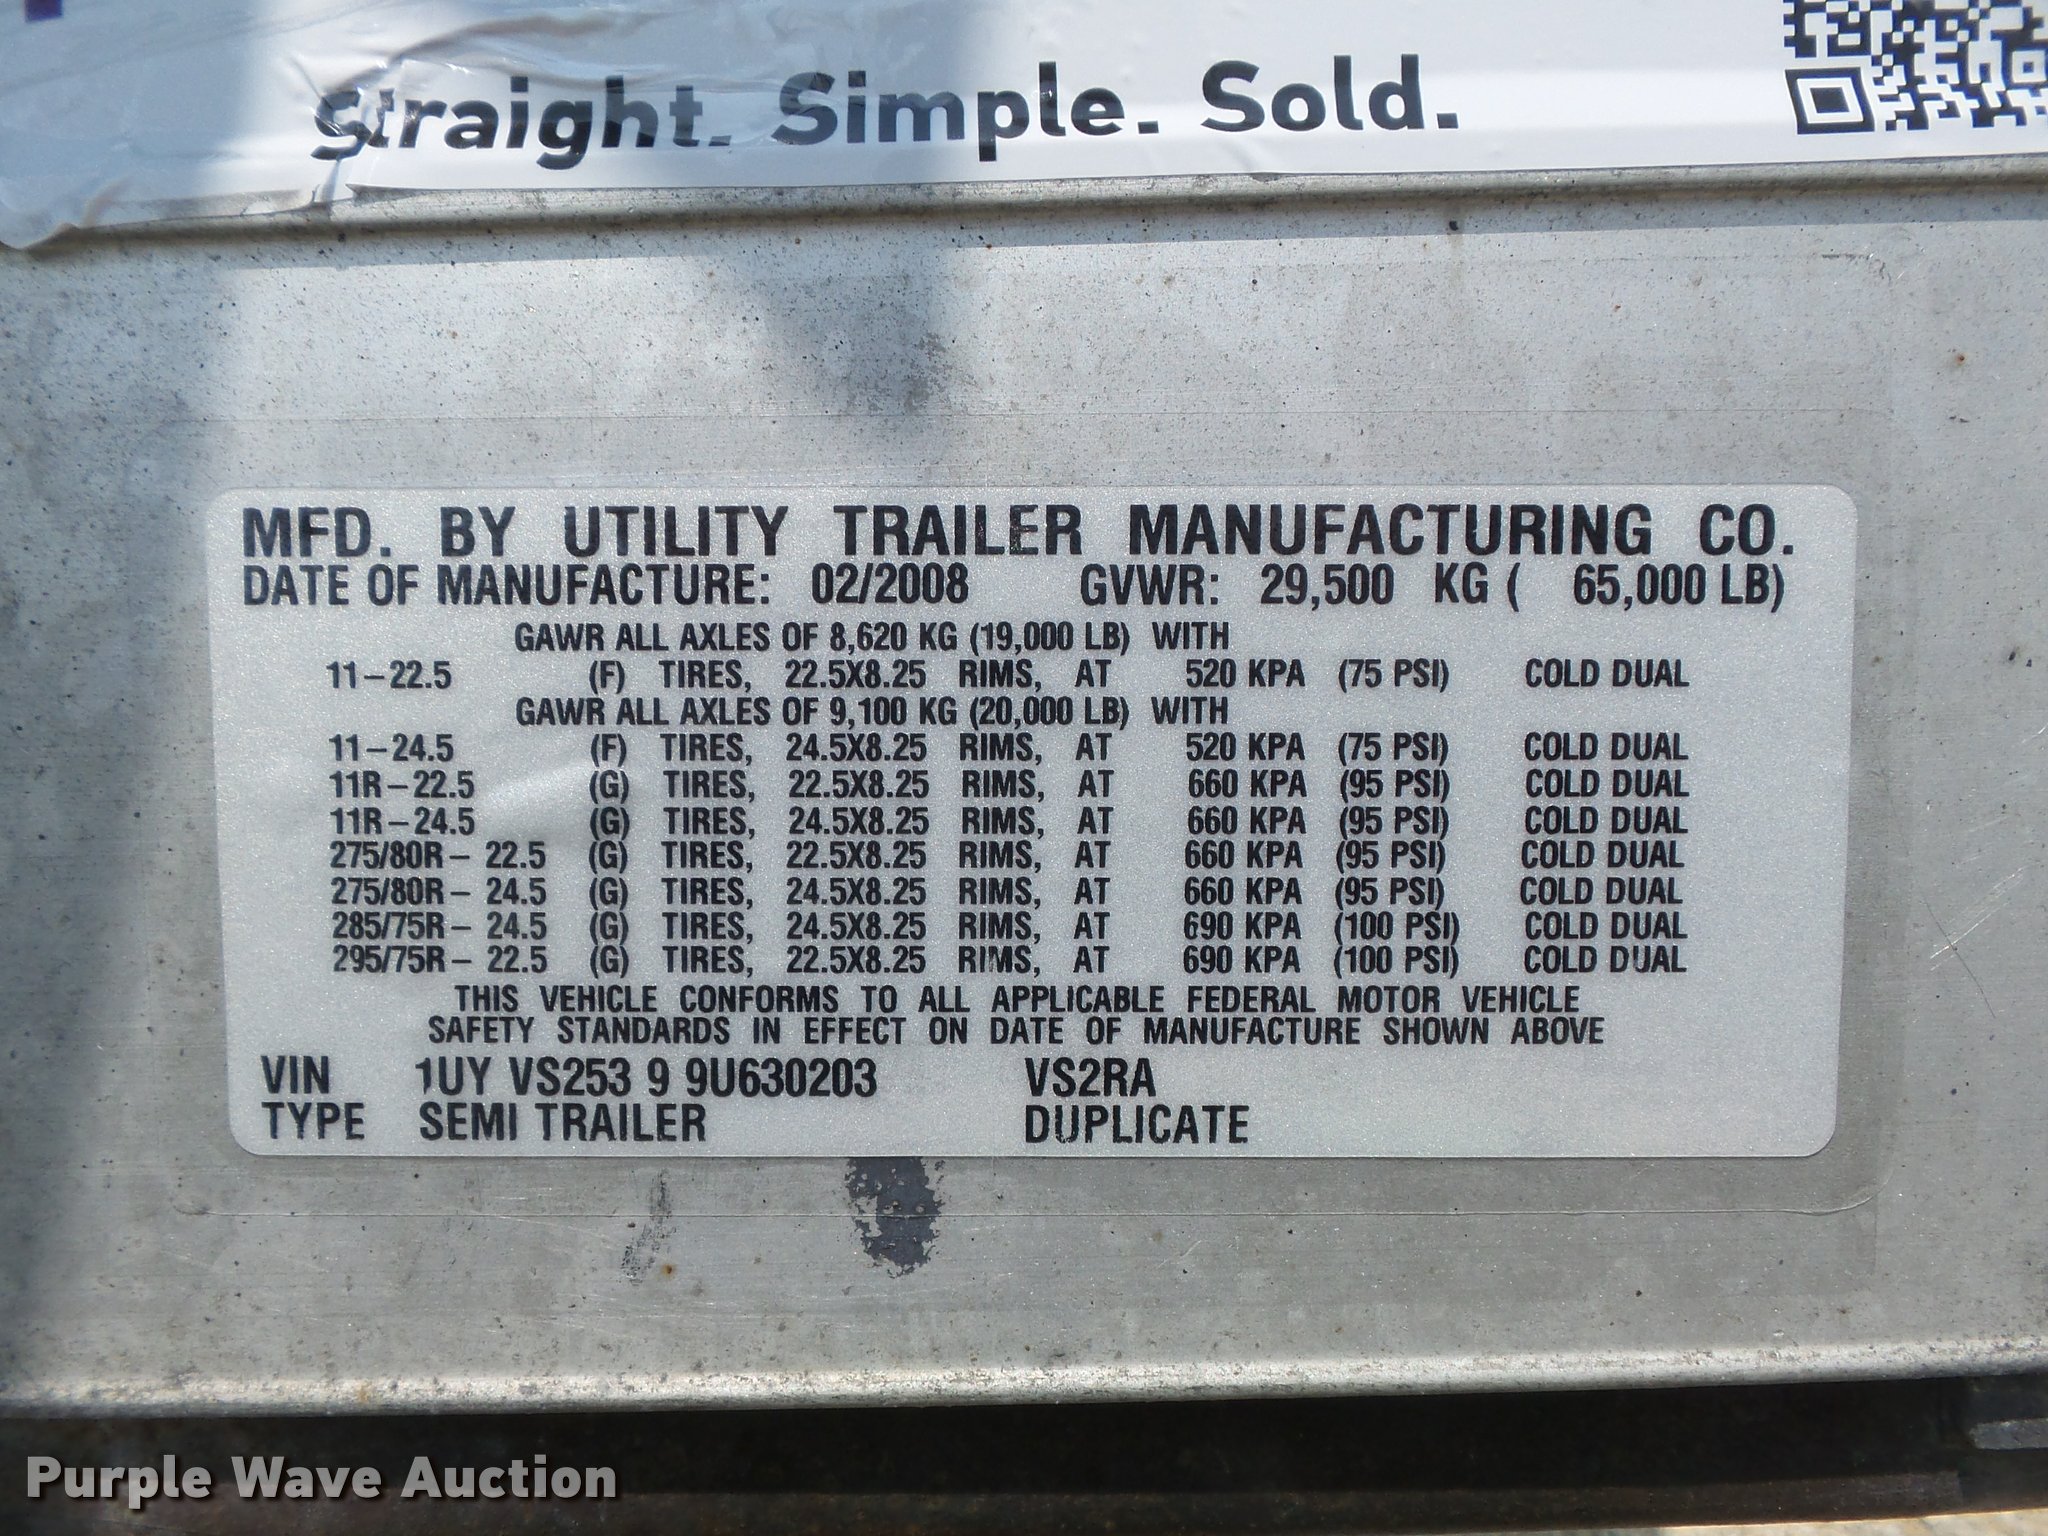 Straight. Simple. Sold.
MFD. BY UTILITY TRAILER MANUFACTURING CO.
DATE OF MANUFACTURE: 02/2008 GVWR: 29,500 KG ( 65,000 LB)
GAWR ALL AXLES OF 8,620 KG (19,000 LB) WITH
11-22.5 (F) TIRES, 22.5X8.25 RIMS, AT 520 KPA (75 PSI) COLD DUAL
GAWR ALL AXLES OF 9,100 KG (20,000 LB) WITH
11-24.5 (F) TIRES, 24.5X8.25 RIMS, AT 520 KPA (75 PSI) COLD DUAL
11R-22.5 (G) TIRES, 22.5X8.25 RIMS, AT 660 KPA (95 PSI) COLD DUAL
11R-24.5 (G) TIRES, 24.5X8.25 RIMS, AT 660 KPA (95 PSI) COLD DUAL
275/80R- 22.5 (G) TIRES, 22.5X8.25 RIMS, AT 660 KPA (95 PSI) COLD DUAL
275/80R- 24.5 (G) TIRES, 24.5X8.25 RIMS, AT 660 KPA (95 PSI) COLD DUAL
285/75R- 24.5 (G) TIRES, 24.5X8.25 RIMS, AT 690 KPA (100 PSI) COLD DUAL
295/75R- 22.5 (G) TIRES, 22.5X8.25 RIMS, AT 690 KPA (100 PSI) COLD DUAL
THIS VEHICLE CONFORMS TO ALL APPLICABLE FEDERAL MOTOR VEHICLE
SAFETY STANDARDS IN EFFECT ON DATE OF MANUFACTURE SHOWN ABOVE
VIN 1UY VS253 9 9U630203 VS2RA
TYPE SEMI TRAILER DUPLICATE
Purple Wave Auction